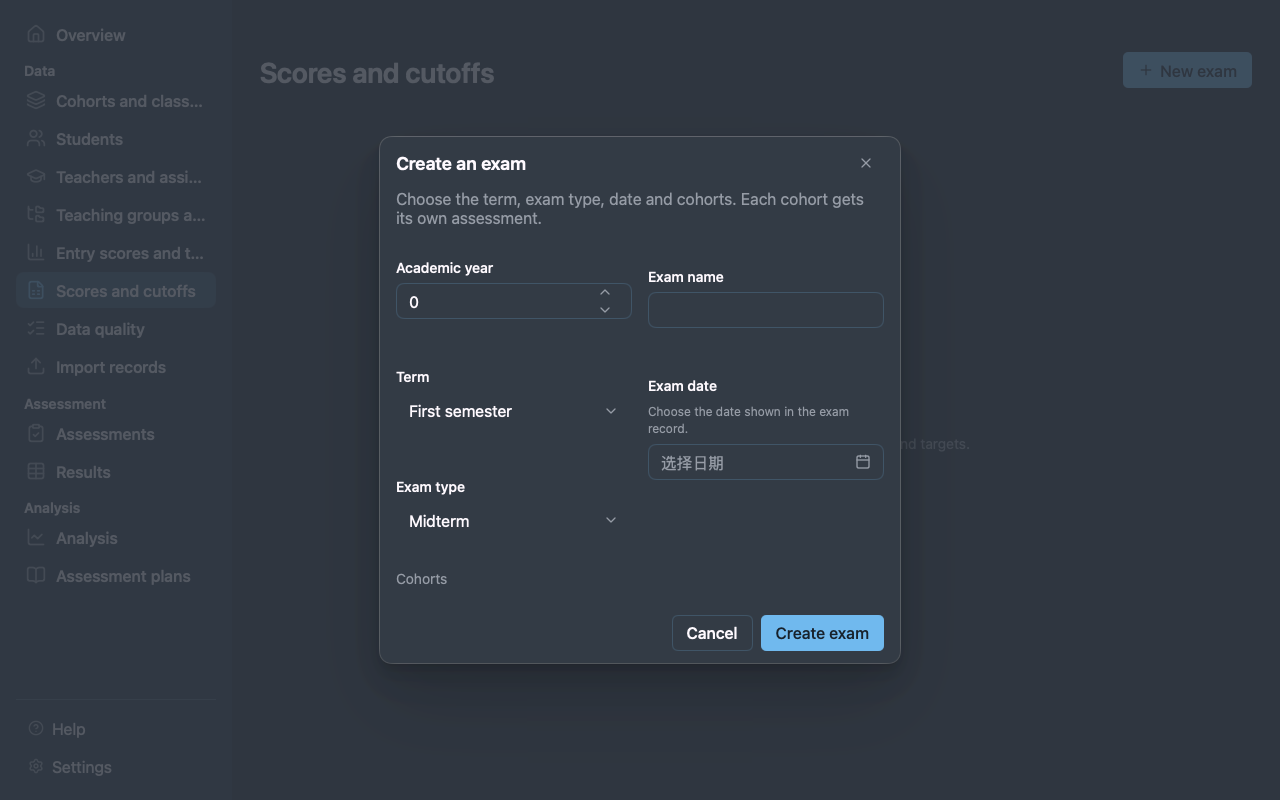 Overview
Data
Cohorts and class...
Students
Teachers and assi...
Teaching groups a...
Entry scores and t...
Scores and cutoffs
Data quality
Import records
Assessment
Assessments
Results
Analysis
Analysis
Assessment plans
Help
Settings
Scores and cutoffs
+ New exam
nd targets.
Create an exam
Choose the term, exam type, date and cohorts. Each cohort gets
its own assessment.
Academic year
0
Exam name
Term
First semester
Exam date
Choose the date shown in the exam
record.
选择日期
Exam type
Midterm
Cohorts
Cancel
Create exam